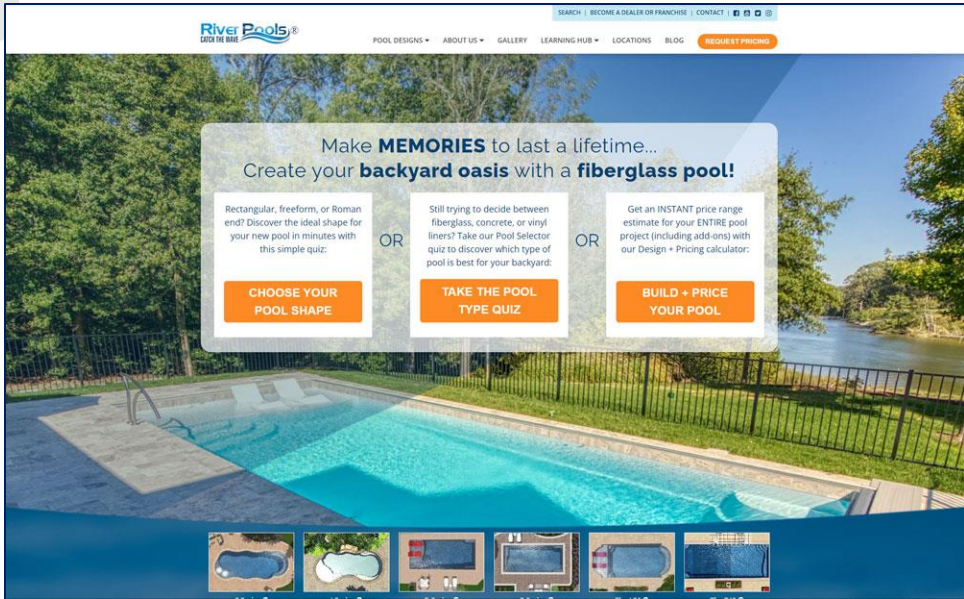 SEARCH | BECOME A DEALER OR FRANCHISE | CONTACT |
River Pools®
CATCH THE WAVE
POOL DESIGNS ABOUT US GALLERY LEARNING HUB LOCATIONS BLOG REQUEST PRICING
Make MEMORIES to last a lifetime...
Create your backyard oasis with a fiberglass pool!
Rectangular, freeform, or Roman
end? Discover the ideal shape for
your new pool in minutes with
this simple quiz:
CHOOSE YOUR
POOL SHAPE
OR
Still trying to decide between
fiberglass, concrete, or vinyl
liners? Take our Pool Selector
quiz to discover which type of
pool is best for your backyard:
TAKE THE POOL
TYPE QUIZ
OR
Get an INSTANT price range
estimate for your ENTIRE pool
project (including add-ons) with
our Design + Pricing calculator:
BUILD + PRICE
YOUR POOL